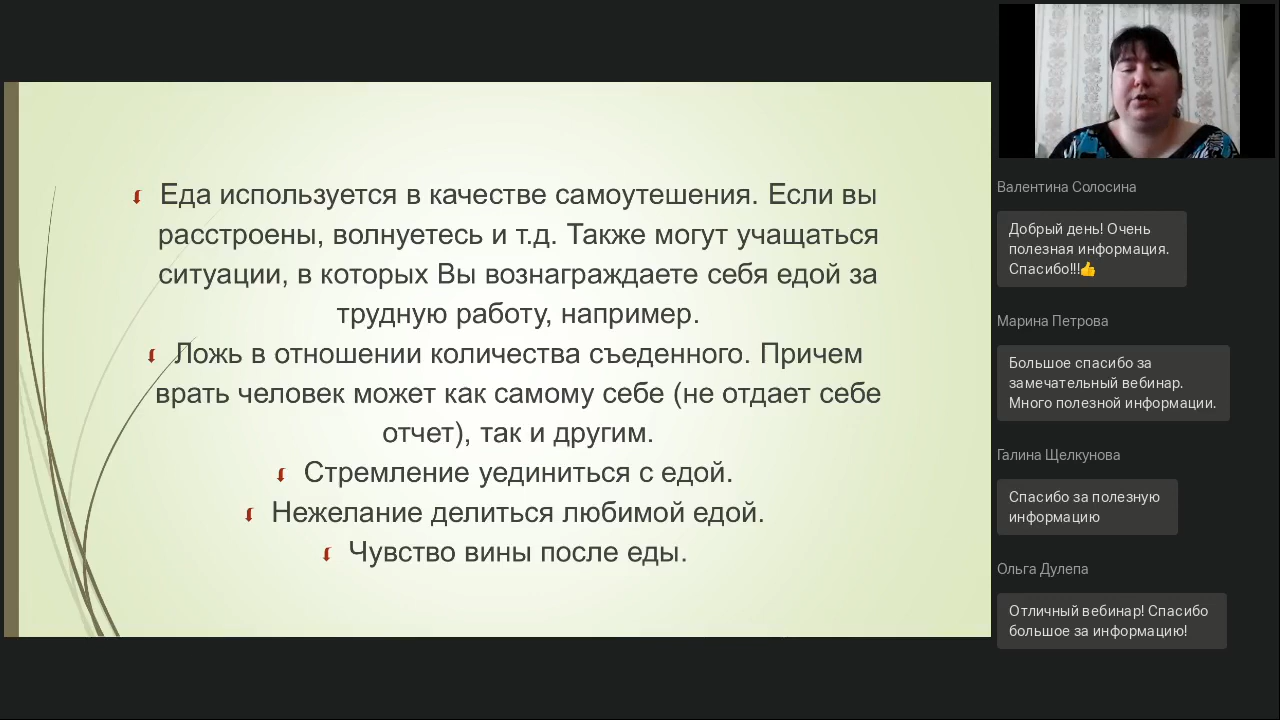 Еда используется в качестве самоутешения. Если вы
расстроены, волнуетесь и т.д. Также могут учащаться
ситуации, в которых Вы вознаграждаете себя едой за
трудную работу, например.
Ложь в отношении количества съеденного. Причем
врать человек может как самому себе (не отдает себе
отчет), так и другим.
Стремление уединиться с едой.
Нежелание делиться любимой едой.
Чувство вины после еды.
Валентина Солосина
Добрый день! Очень
полезная информация.
Спасибо!!!👍
Марина Петрова
Большое спасибо за
замечательный вебинар.
Много полезной информации.
Галина Щелкунова
Спасибо за полезную
информацию
Ольга Дулепа
Отличный вебинар! Спасибо
большое за информацию!